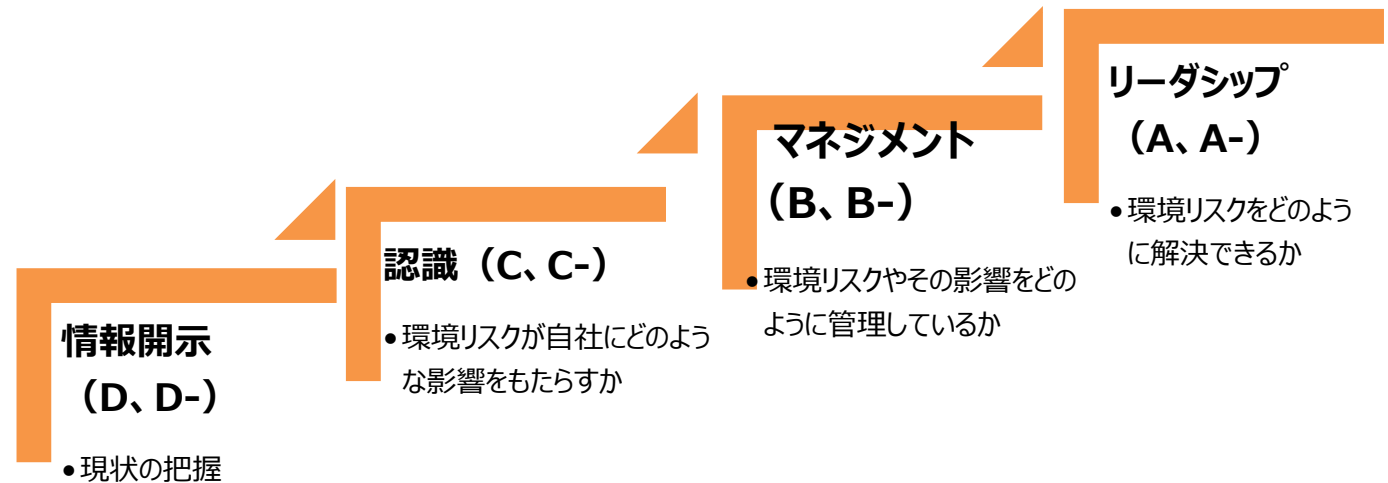 情報開示
（D、D-）
•現状の把握
認識（C、C-）
•環境リスクが自社にどのよう
な影響をもたらすか
マネジメント
（B、B-）
•環境リスクやその影響をどの
ように管理しているか
リーダシップ
（A、A-）
•環境リスクをどのよう
に解決できるか